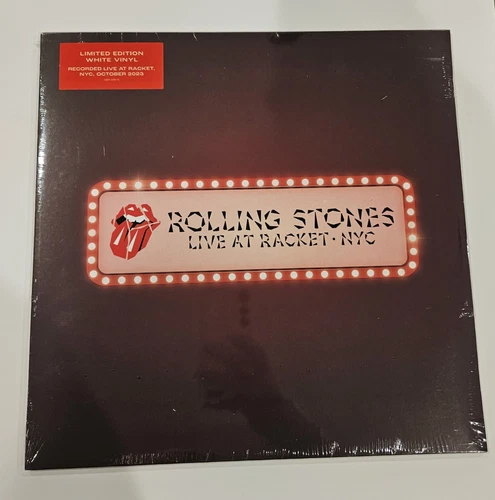 LIMITED EDITION
WHITE VINYL
RECORDED LIVE AT RACKET,
NYC, OCTOBER 2023
ROLLING STONES
LIVE AT RACKET · NYC